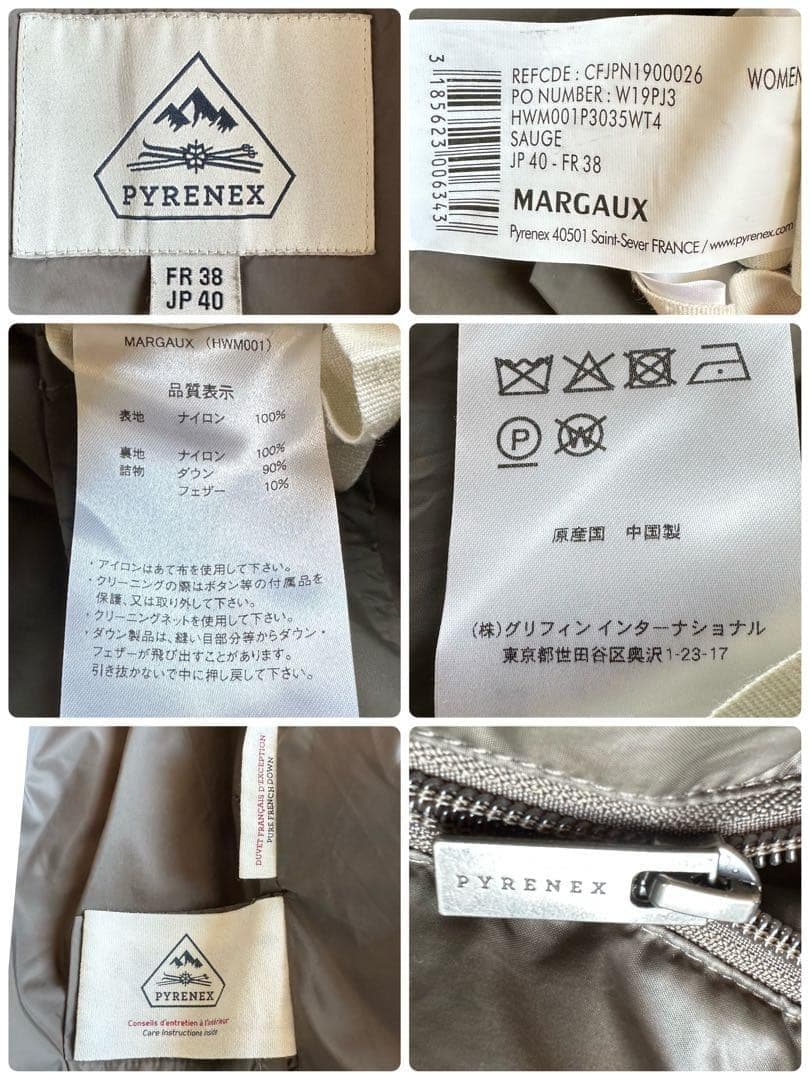 PYRENEX
FR 38
JP 40
3 185623 006343
REFCDE : CFJPN1900026
WOMEN
PO NUMBER : W19PJ3
HWM001P3035WT4
SAUGE
JP 40 - FR 38
MARGAUX
Pyrenex 40501 Saint-Sever FRANCE / www.pyrenex.com
MARGAUX (HWM001)
品質表示
表地 ナイロン 100%
裏地 ナイロン 100%
詰物 ダウン 90%
フェザー 10%
・アイロンはあて布を使用して下さい。
・クリーニングの際はボタン等の付属品を
保護、又は取り外して下さい。
・クリーニングネットを使用して下さい。
・ダウン製品は、縫い目部分等からダウン・
フェザーが飛び出すことがあります。
引き抜かないで中に押し戻して下さい。
P W
原産国 中国製
(株)グリフィン インターナショナル
東京都世田谷区奥沢1-23-17
DUVET FRANÇAIS D'EXCEPTION
PURE FRENCH DOWN
PYRENEX
Conseils d'entretien à l'intérieur
Care Instructions inside
PYRENEX